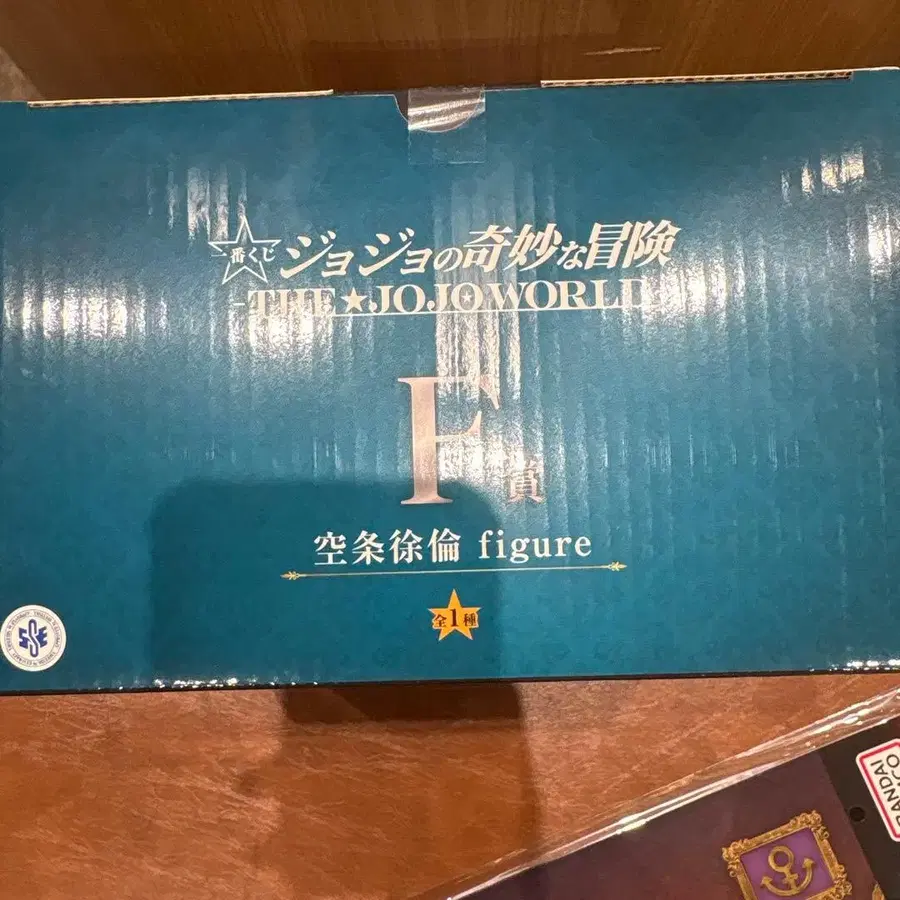 一番くじ ジョジョの奇妙な冒険
THE★JOJO WORLD
F賞
空条徐倫 figure
全1種
BANDAI